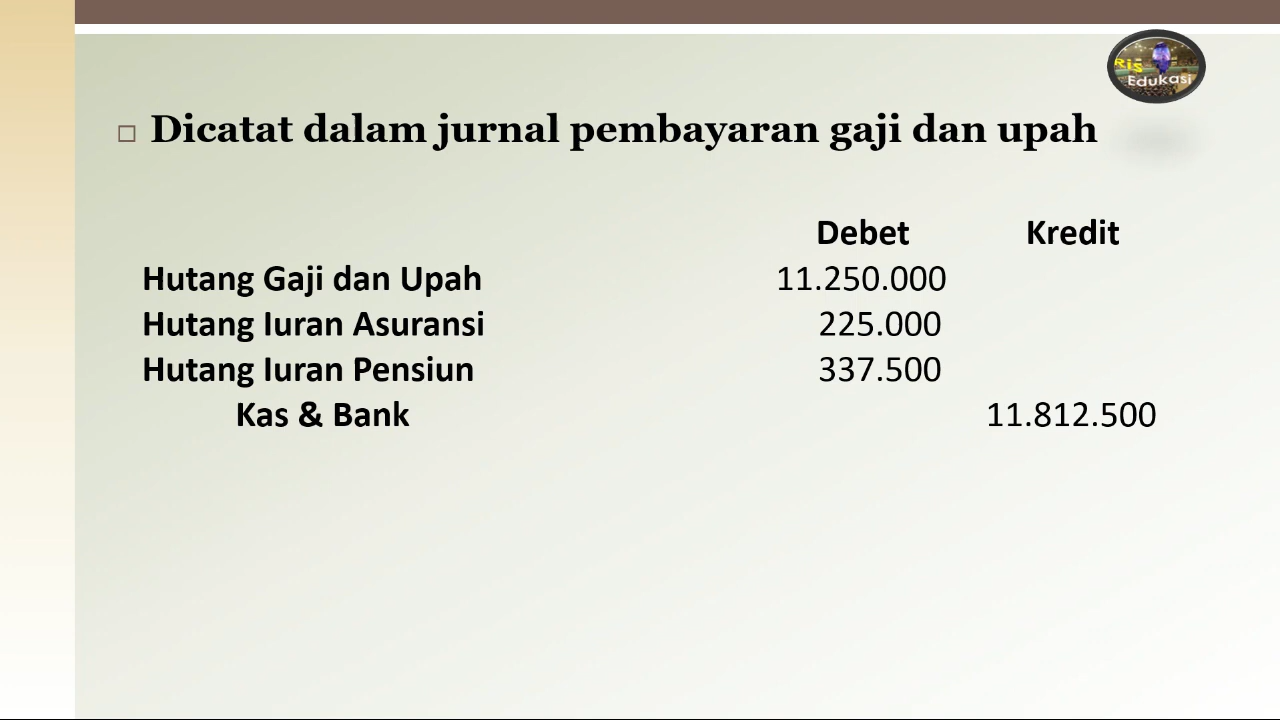 Ris
Edukasi
Dicatat dalam jurnal pembayaran gaji dan upah
Debet Kredit
Hutang Gaji dan Upah 11.250.000
Hutang Iuran Asuransi 225.000
Hutang Iuran Pensiun 337.500
Kas & Bank 11.812.500